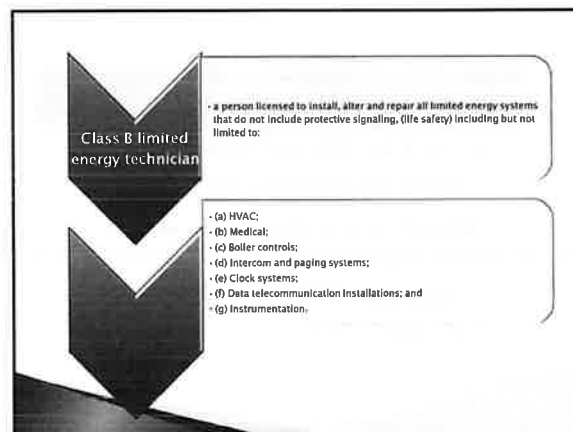 Class B limited
energy technician
· a person licensed to install, alter and repair all limited energy systems
that do not include protective signaling, (life safety) including but not
limited to:
· (a) HVAC;
· (b) Medical;
· (c) Boiler controls;
· (d) Intercom and paging systems;
· (e) Clock systems;
· (f) Data telecommunication installations; and
· (g) Instrumentation.